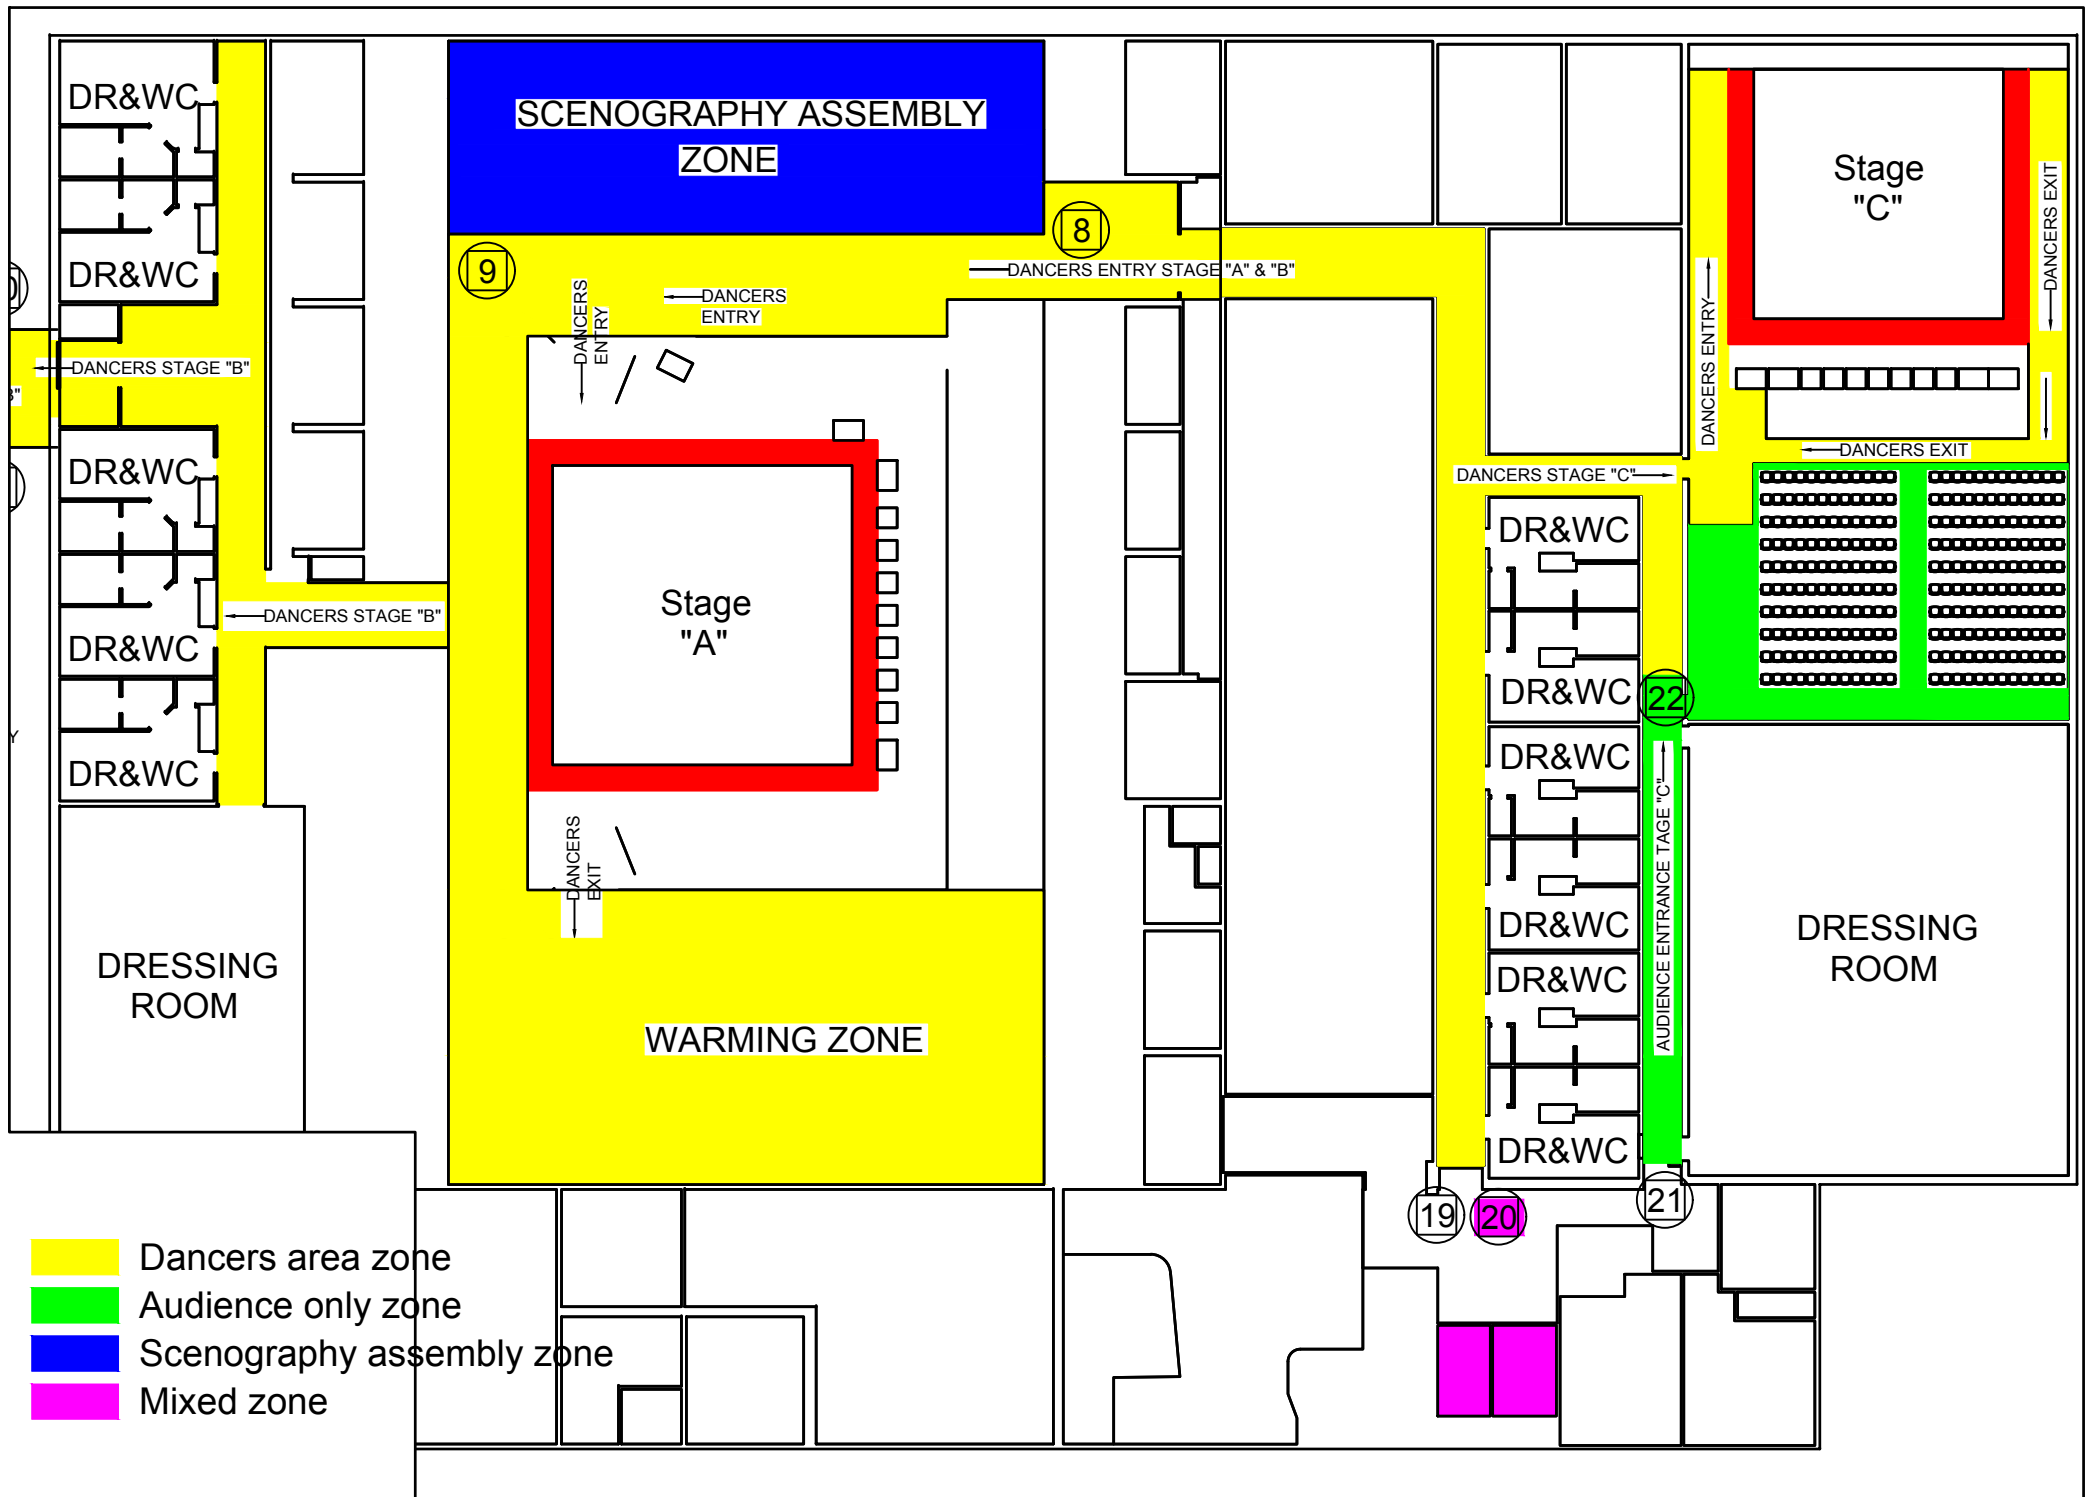 DR&WC
SCENOGRAPHY ASSEMBLY
ZONE
Stage
"C"
DANCERS EXIT
8
9
DR&WC
DANCERS ENTRY STAGE "A" & "B"
DANCERS
ENTRY
DANCERS
ENTRY
DANCERS ENTRY
DANCERS STAGE "B"
DANCERS EXIT
DR&WC
DANCERS STAGE "C"
DR&WC
Stage
"A"
DANCERS STAGE "B"
DR&WC
DR&WC
22
DR&WC
DR&WC
AUDIENCE ENTRANCE TAGE "C"
DANCERS
EXIT
DR&WC
DRESSING
ROOM
DRESSING
ROOM
DR&WC
WARMING ZONE
DR&WC
19
20
21
Dancers area zone
Audience only zone
Scenography assembly zone
Mixed zone